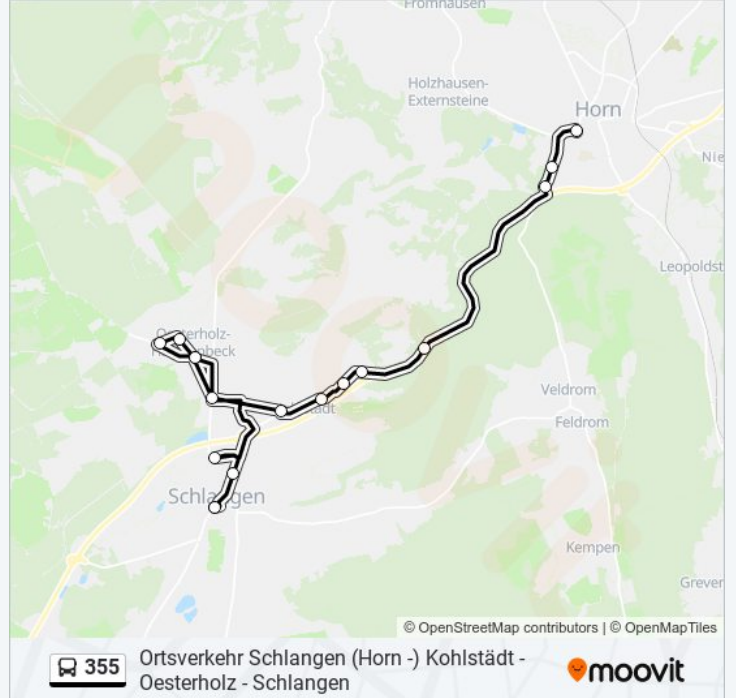 Fromhausen
Holzhausen-
Externsteine
Horn
Nie
Leopoldst
Oesterholz-
Veldrom
Feldrom
Schlangen
Kempen
Grever
© OpenStreetMap contributors | © OpenMapTiles
355
Ortsverkehr Schlangen (Horn -) Kohlstädt -
Oesterholz - Schlangen
moovit